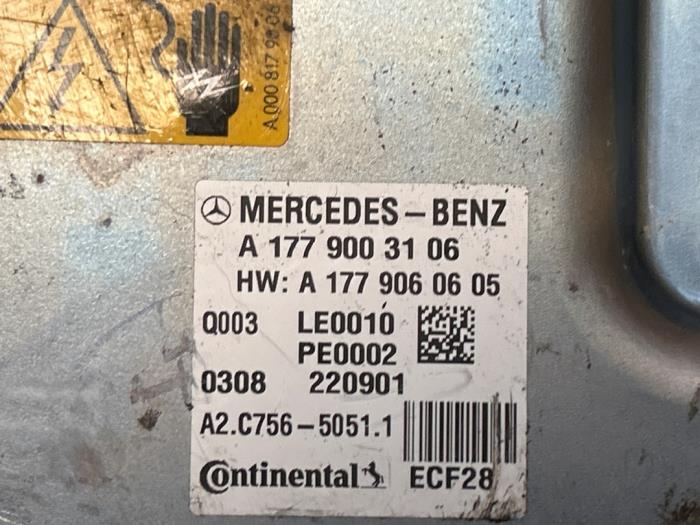 A 000 817 98 06
MERCEDES-BENZ
A 177 900 31 06
HW: A 177 906 06 05
Q003 LE0010
PE0002
0308 220901
A2.C756-5051.1
Continental ECF28